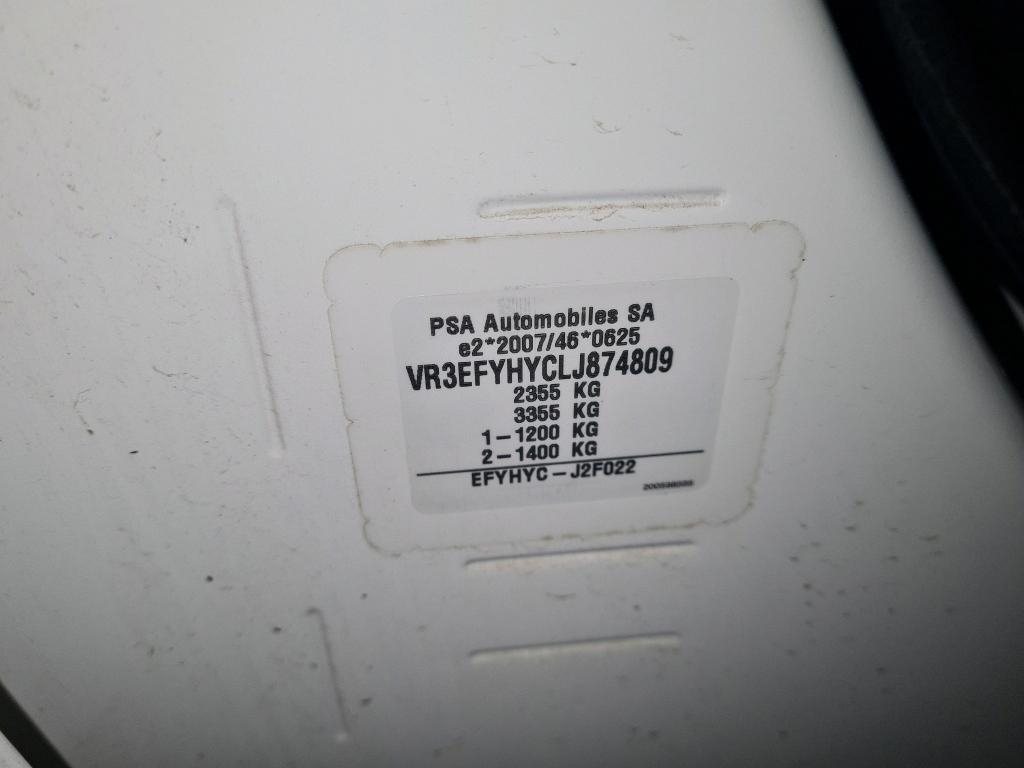 PSA Automobiles SA
e2*2007/46*0625
VR3EFYHYCLJ874809
2355 KG
3355 KG
1-1200 KG
2-1400 KG
EFYHYC-J2F022